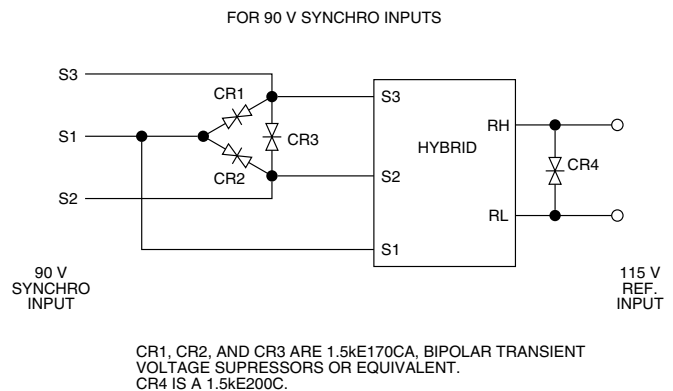 FOR 90 V SYNCHRO INPUTS
S3
CR1
S3
RH
S1
CR3
HYBRID
CR4
CR2
S2
S2
RL
S1
90 V
SYNCHRO
INPUT
115 V
REF.
INPUT
CR1, CR2, AND CR3 ARE 1.5kE170CA, BIPOLAR TRANSIENT
VOLTAGE SUPRESSORS OR EQUIVALENT.
CR4 IS A 1.5kE200C.